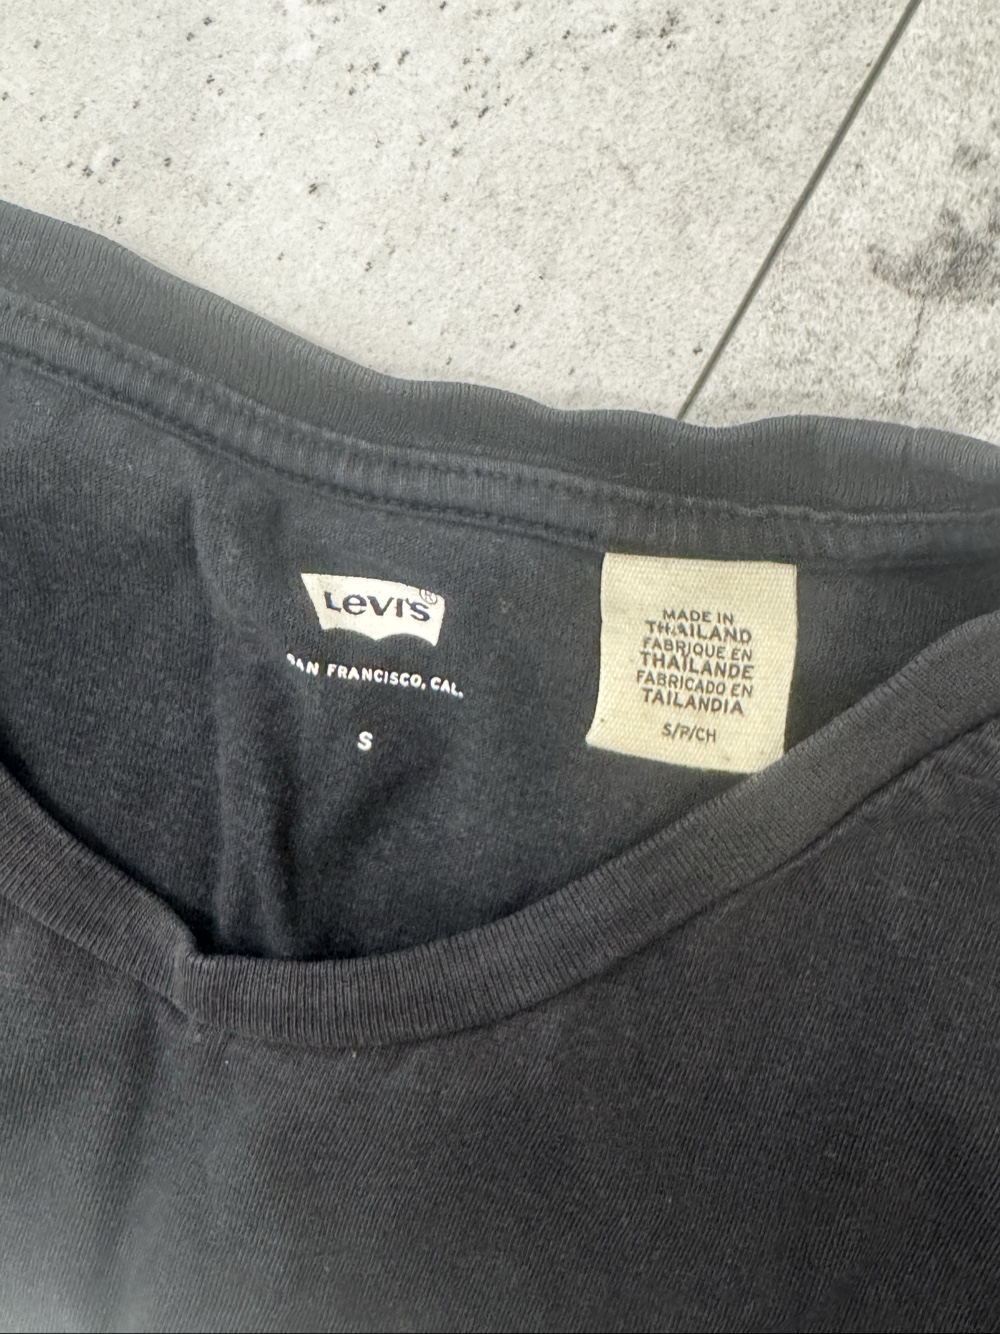 Levi's®
SAN FRANCISCO, CAL.
S
MADE IN
THAILAND
FABRIQUE EN
THAÏLANDE
FABRICADO EN
TAILANDIA
S/P/CH